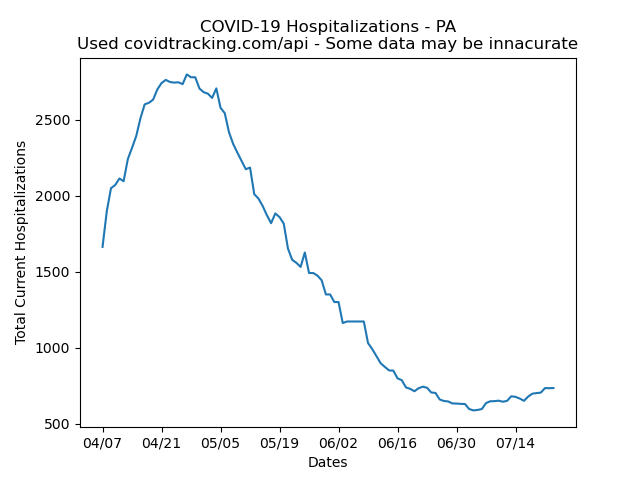 COVID-19 Hospitalizations - PA
Used covidtracking.com/api - Some data may be innacurate
Total Current Hospitalizations
2500
2000
1500
1000
500
04/07 04/21 05/05 05/19 06/02 06/16 06/30 07/14
Dates